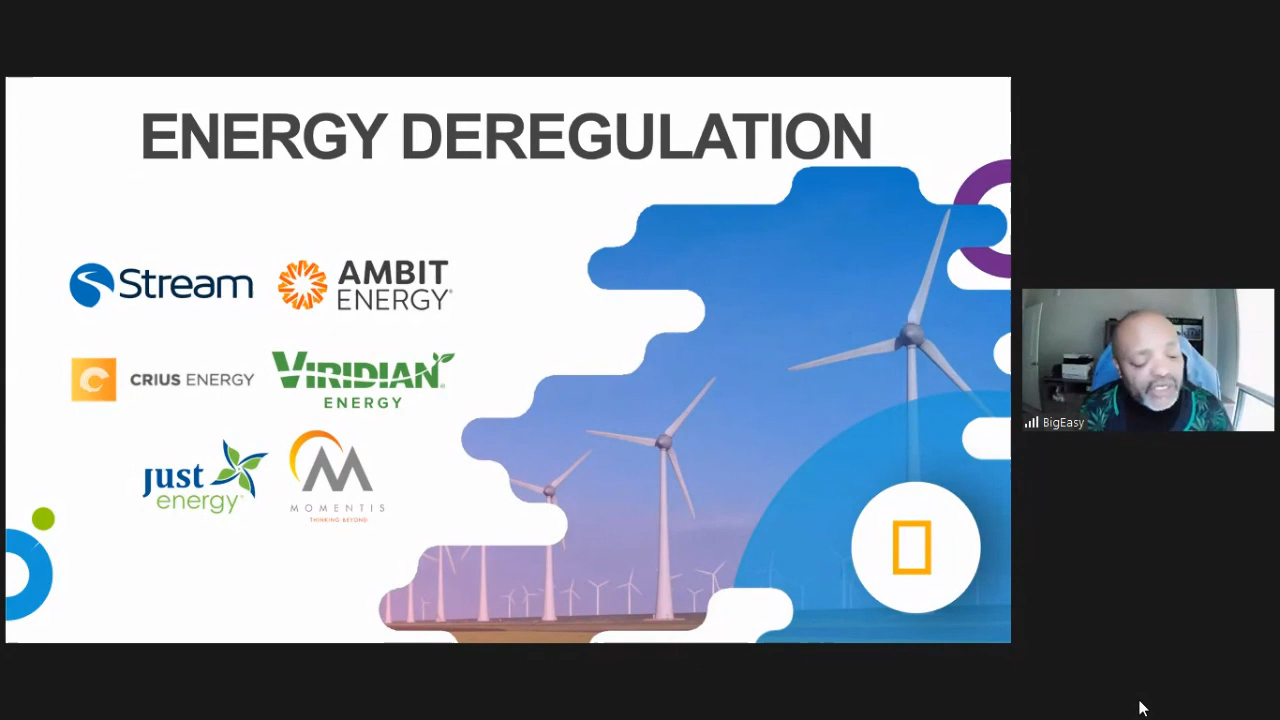 ENERGY DEREGULATION
Stream
AMBIT
ENERGY
CRIUS ENERGY
VIRIDIAN
ENERGY
just
energy
M
MOMENTIS
THINKING BEYOND
BigEasy